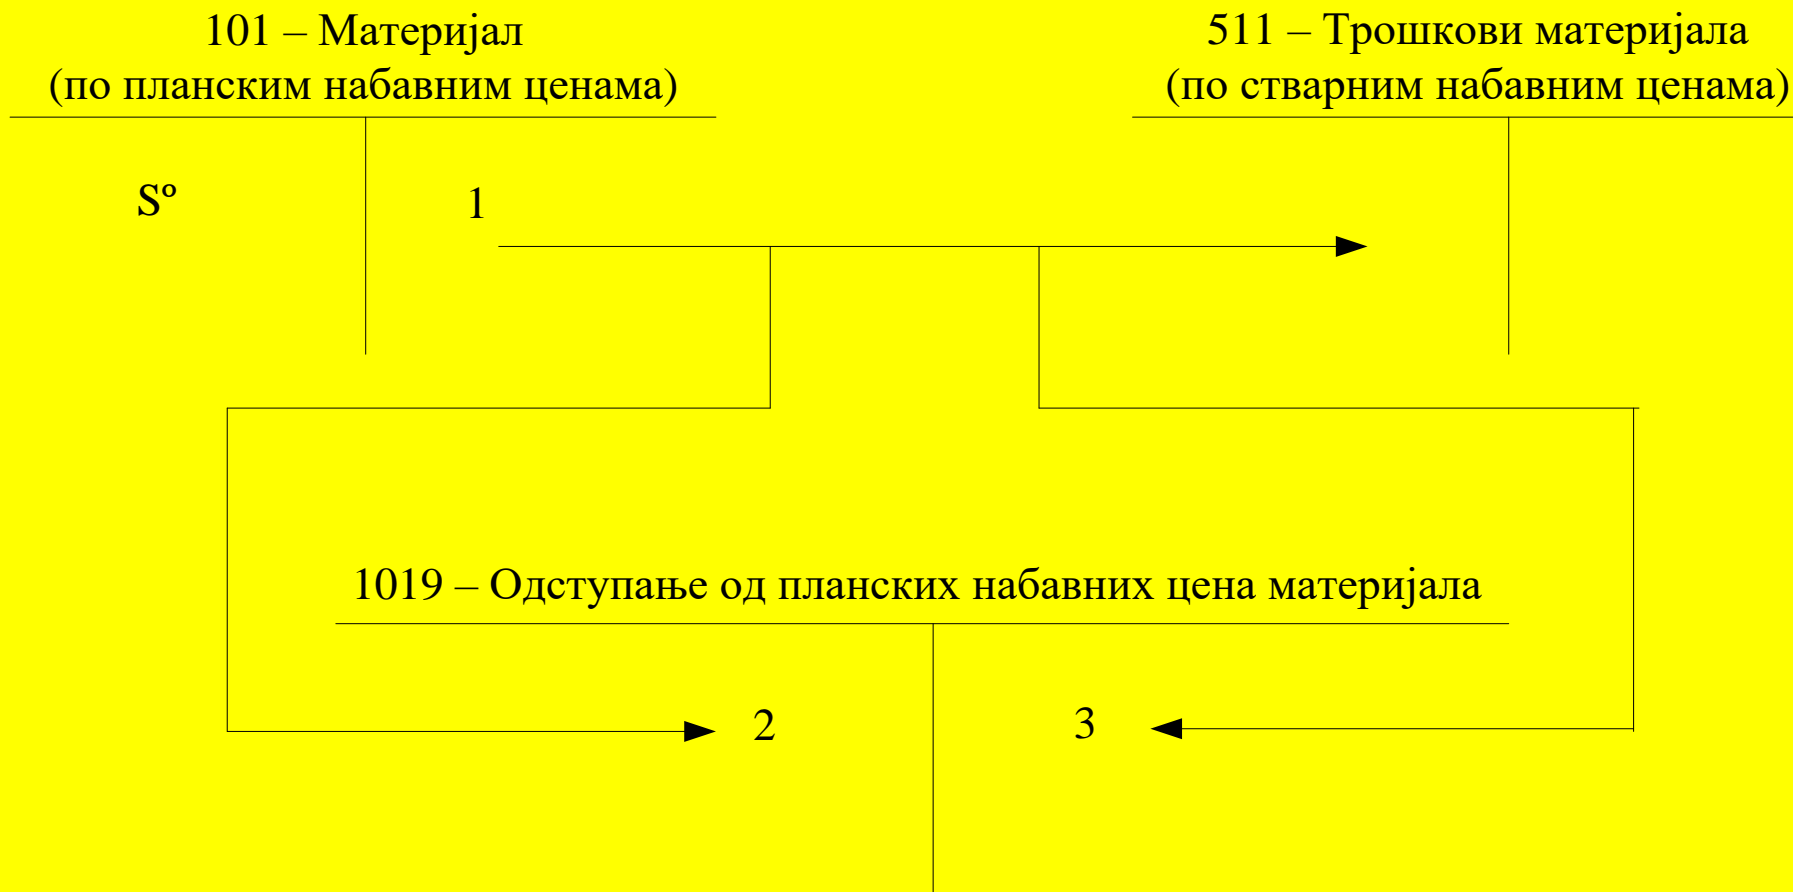 101 – Материјал
(по планским набавним ценама)
511 – Трошкови материјала
(по стварним набавним ценама)
Sº
1
1019 – Одступање од планских набавних цена материјала
2
3